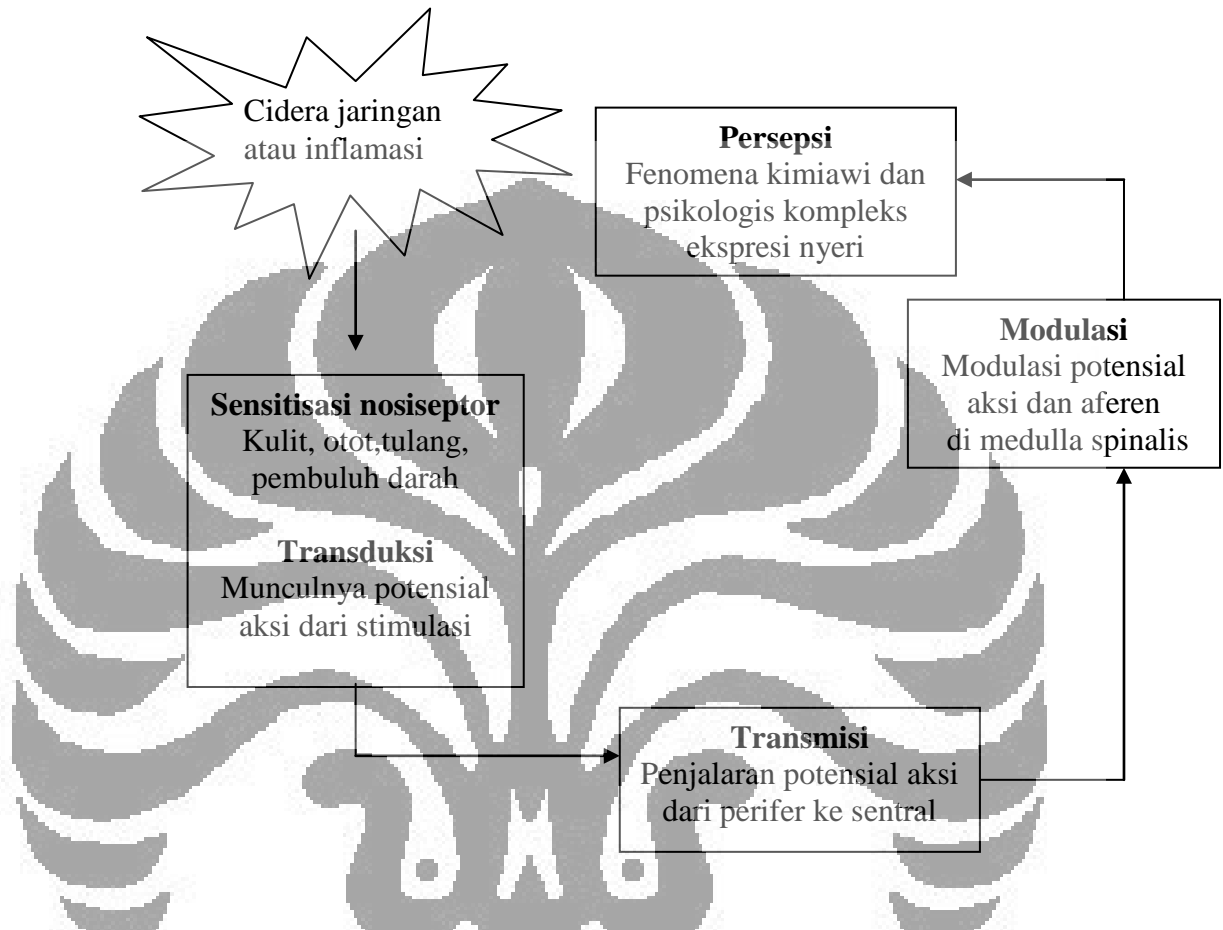 Cidera jaringan
atau inflamasi
Sensitisasi nosiseptor
Kulit, otot,tulang,
pembuluh darah
Transduksi
Munculnya potensial
aksi dari stimulasi
Transmisi
Penjalaran potensial aksi
dari perifer ke sentral
Modulasi
Modulasi potensial
aksi dan aferen
di medulla spinalis
Persepsi
Fenomena kimiawi dan
psikologis kompleks
ekspresi nyeri